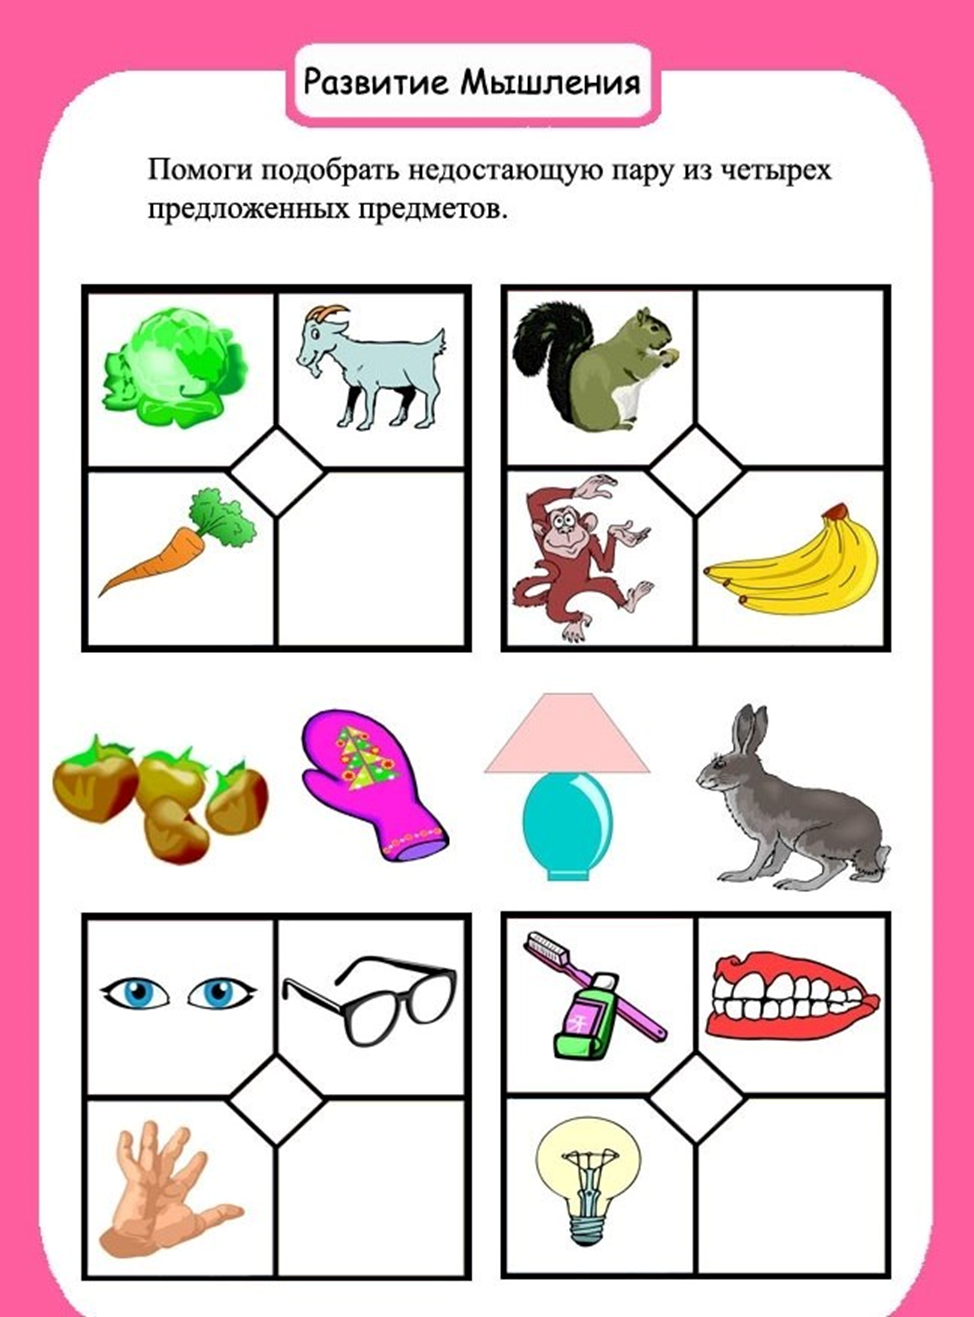 Развитие Мышления
Помоги подобрать недостающую пару из четырех
предложенных предметов.